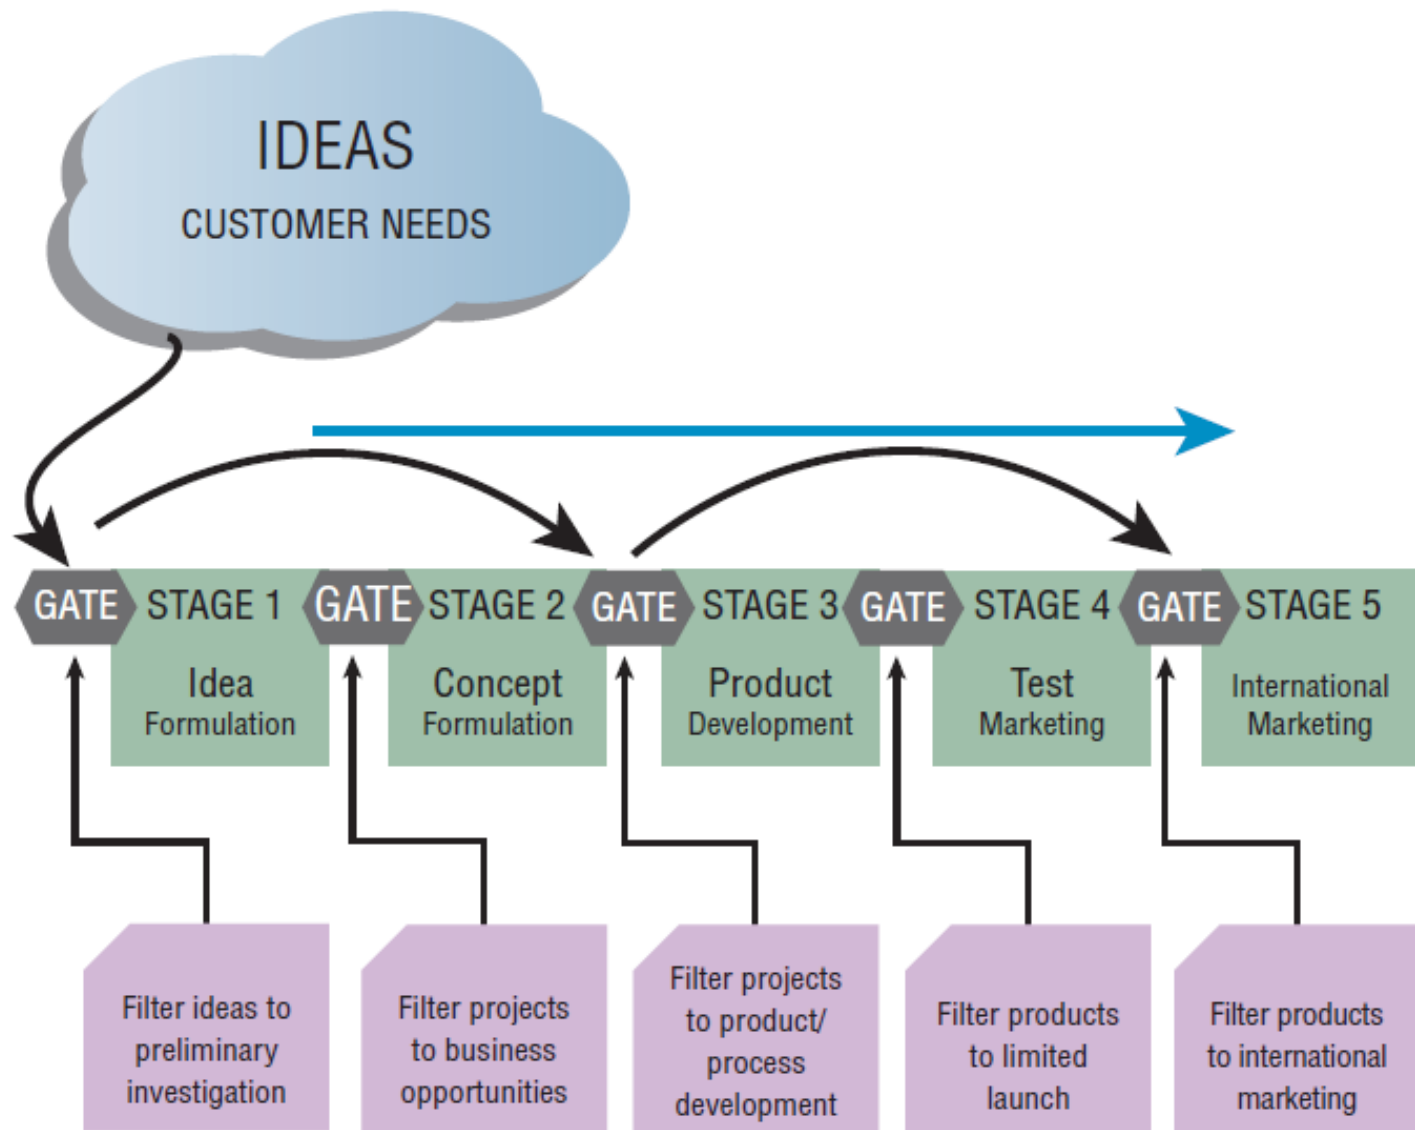 IDEAS
CUSTOMER NEEDS
GATE STAGE 1 GATE STAGE 2 GATE STAGE 3 GATE STAGE 4 GATE STAGE 5
Idea
Formulation
Concept
Formulation
Product
Development
Test
Marketing
International
Marketing
Filter ideas to
preliminary
investigation
Filter projects
to business
opportunities
Filter projects
to product/
process
development
Filter products
to limited
launch
Filter products
to international
marketing